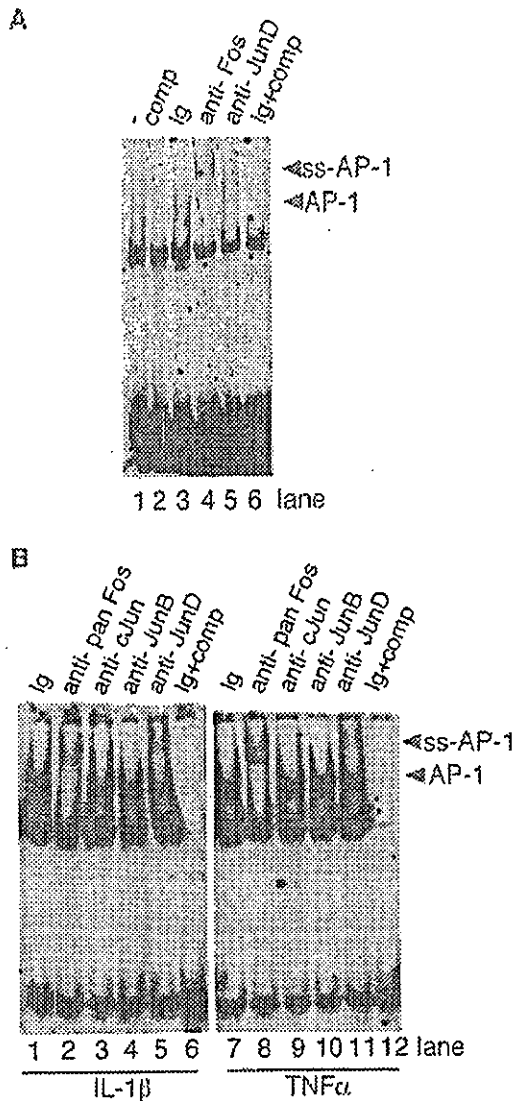 A
- comp Ig anti- Fos anti- JunD Ig+comp
ss-AP-1
AP-1
1 2 3 4 5 6 lane
B
Ig anti- pan Fos anti- cJun anti- JunB anti- JunD Ig+comp Ig anti- pan Fos anti- cJun anti- JunB anti- JunD Ig+comp
ss-AP-1
AP-1
1 2 3 4 5 6 7 8 9 10 11 12 lane
IL-1β TNFα